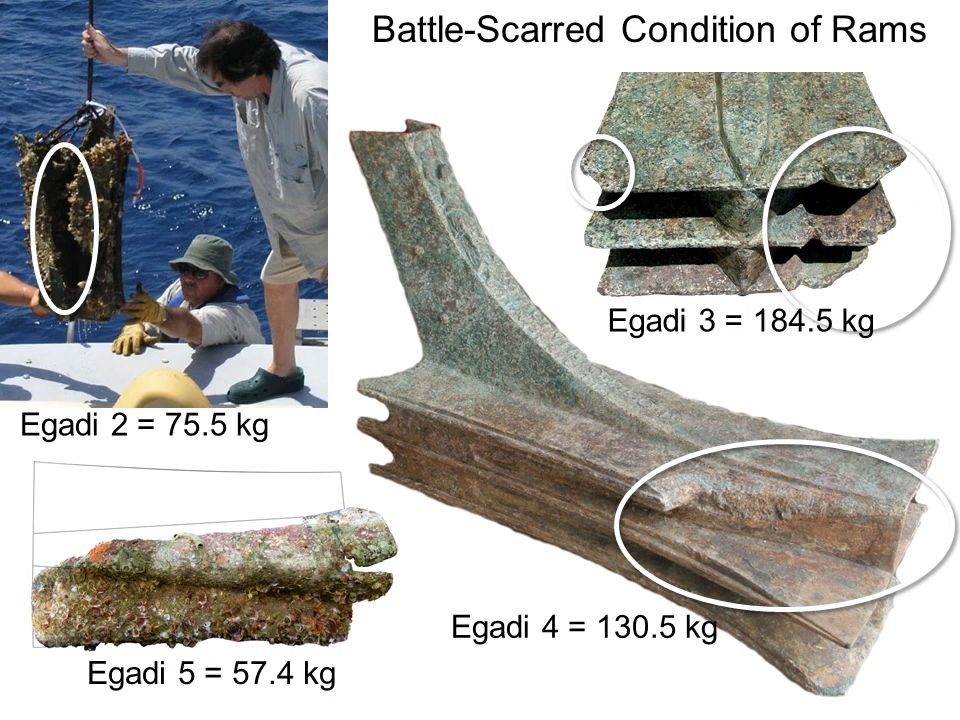 Battle-Scarred Condition of Rams
Egadi 3 = 184.5 kg
Egadi 2 = 75.5 kg
Egadi 4 = 130.5 kg
Egadi 5 = 57.4 kg